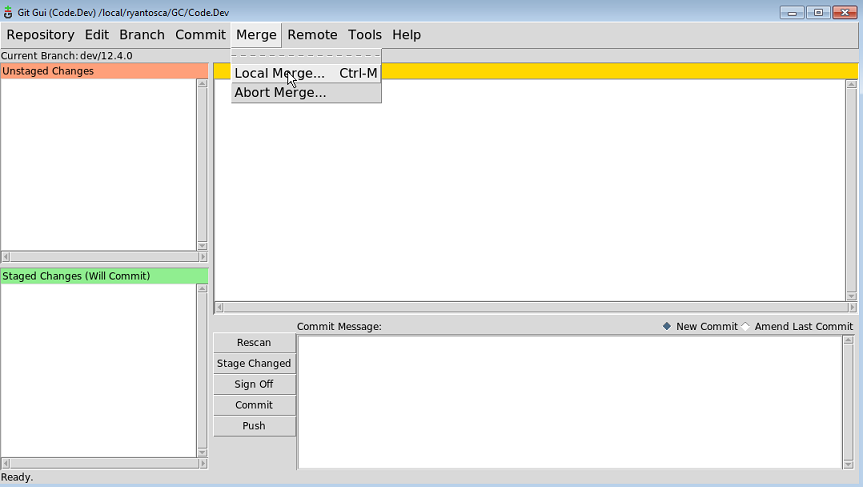 Git Gui (Code.Dev) /local/ryantosca/GC/Code.Dev
Repository Edit Branch Commit Merge Remote Tools Help
Current Branch: dev/12.4.0
Local Merge... Ctrl-M
Abort Merge...
Unstaged Changes
Staged Changes (Will Commit)
Commit Message: New Commit Amend Last Commit
Rescan
Stage Changed
Sign Off
Commit
Push
Ready.